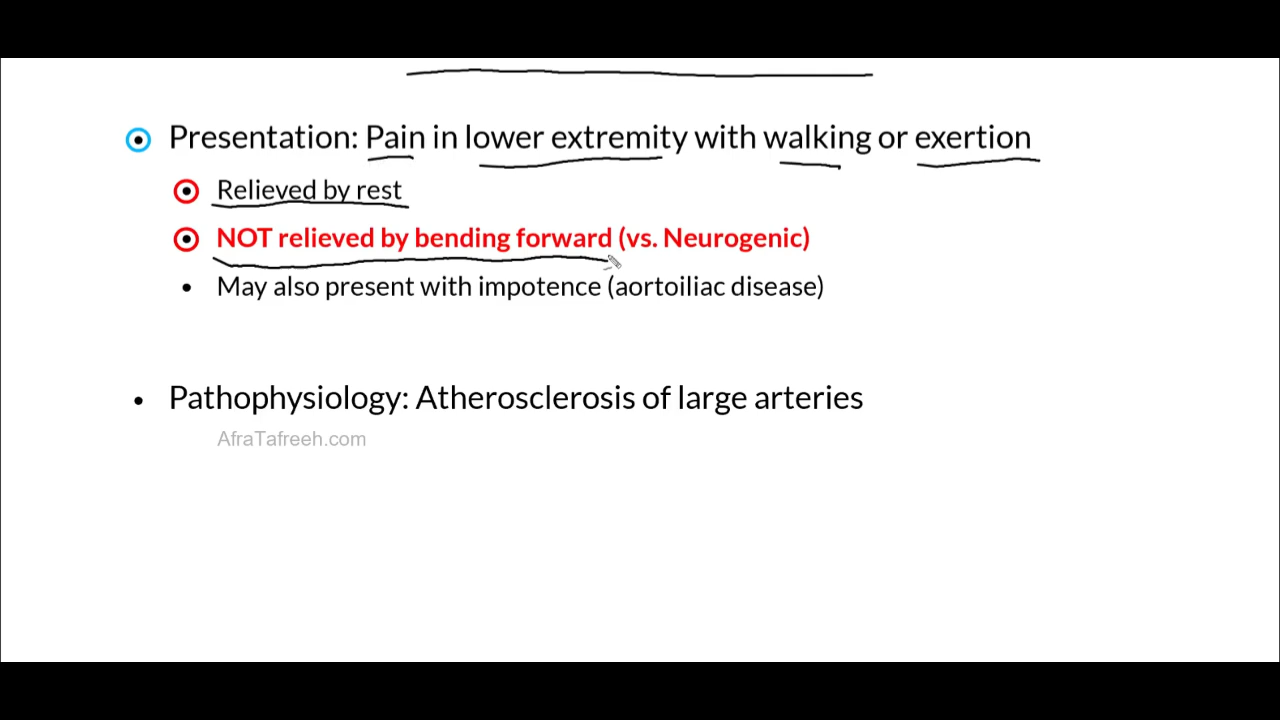 Presentation: Pain in lower extremity with walking or exertion
Relieved by rest
NOT relieved by bending forward (vs. Neurogenic)
May also present with impotence (aortoiliac disease)
Pathophysiology: Atherosclerosis of large arteries
AfraTafreeh.com